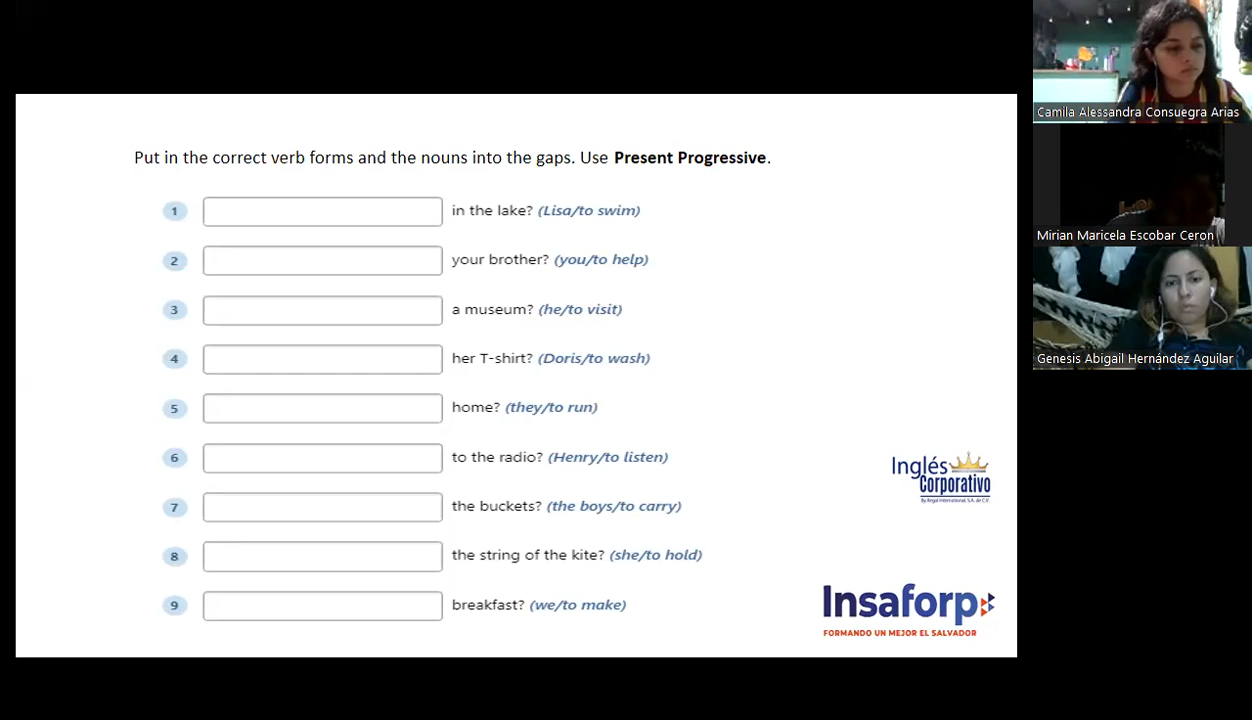 Put in the correct verb forms and the nouns into the gaps. Use Present Progressive.
1 in the lake? (Lisa/to swim)
2 your brother? (you/to help)
3 a museum? (he/to visit)
4 her T-shirt? (Doris/to wash)
5 home? (they/to run)
6 to the radio? (Henry/to listen)
7 the buckets? (the boys/to carry)
8 the string of the kite? (she/to hold)
9 breakfast? (we/to make)
Inglés
Corporativo
By Regal International, S.A. de C.V.
Insaforp
FORMANDO UN MEJOR EL SALVADOR
Camila Alessandra Consuegra Arias
Mirian Maricela Escobar Ceron
Genesis Abigail Hernández Aguilar